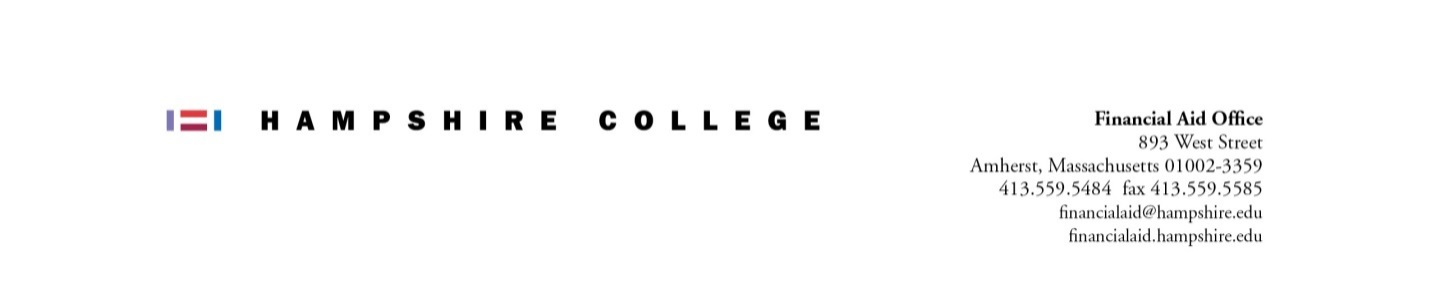 HAMPSHIRE COLLEGE
Financial Aid Office
893 West Street
Amherst, Massachusetts 01002-3359
413.559.5484 fax 413.559.5585
financialaid@hampshire.edu
financialaid.hampshire.edu